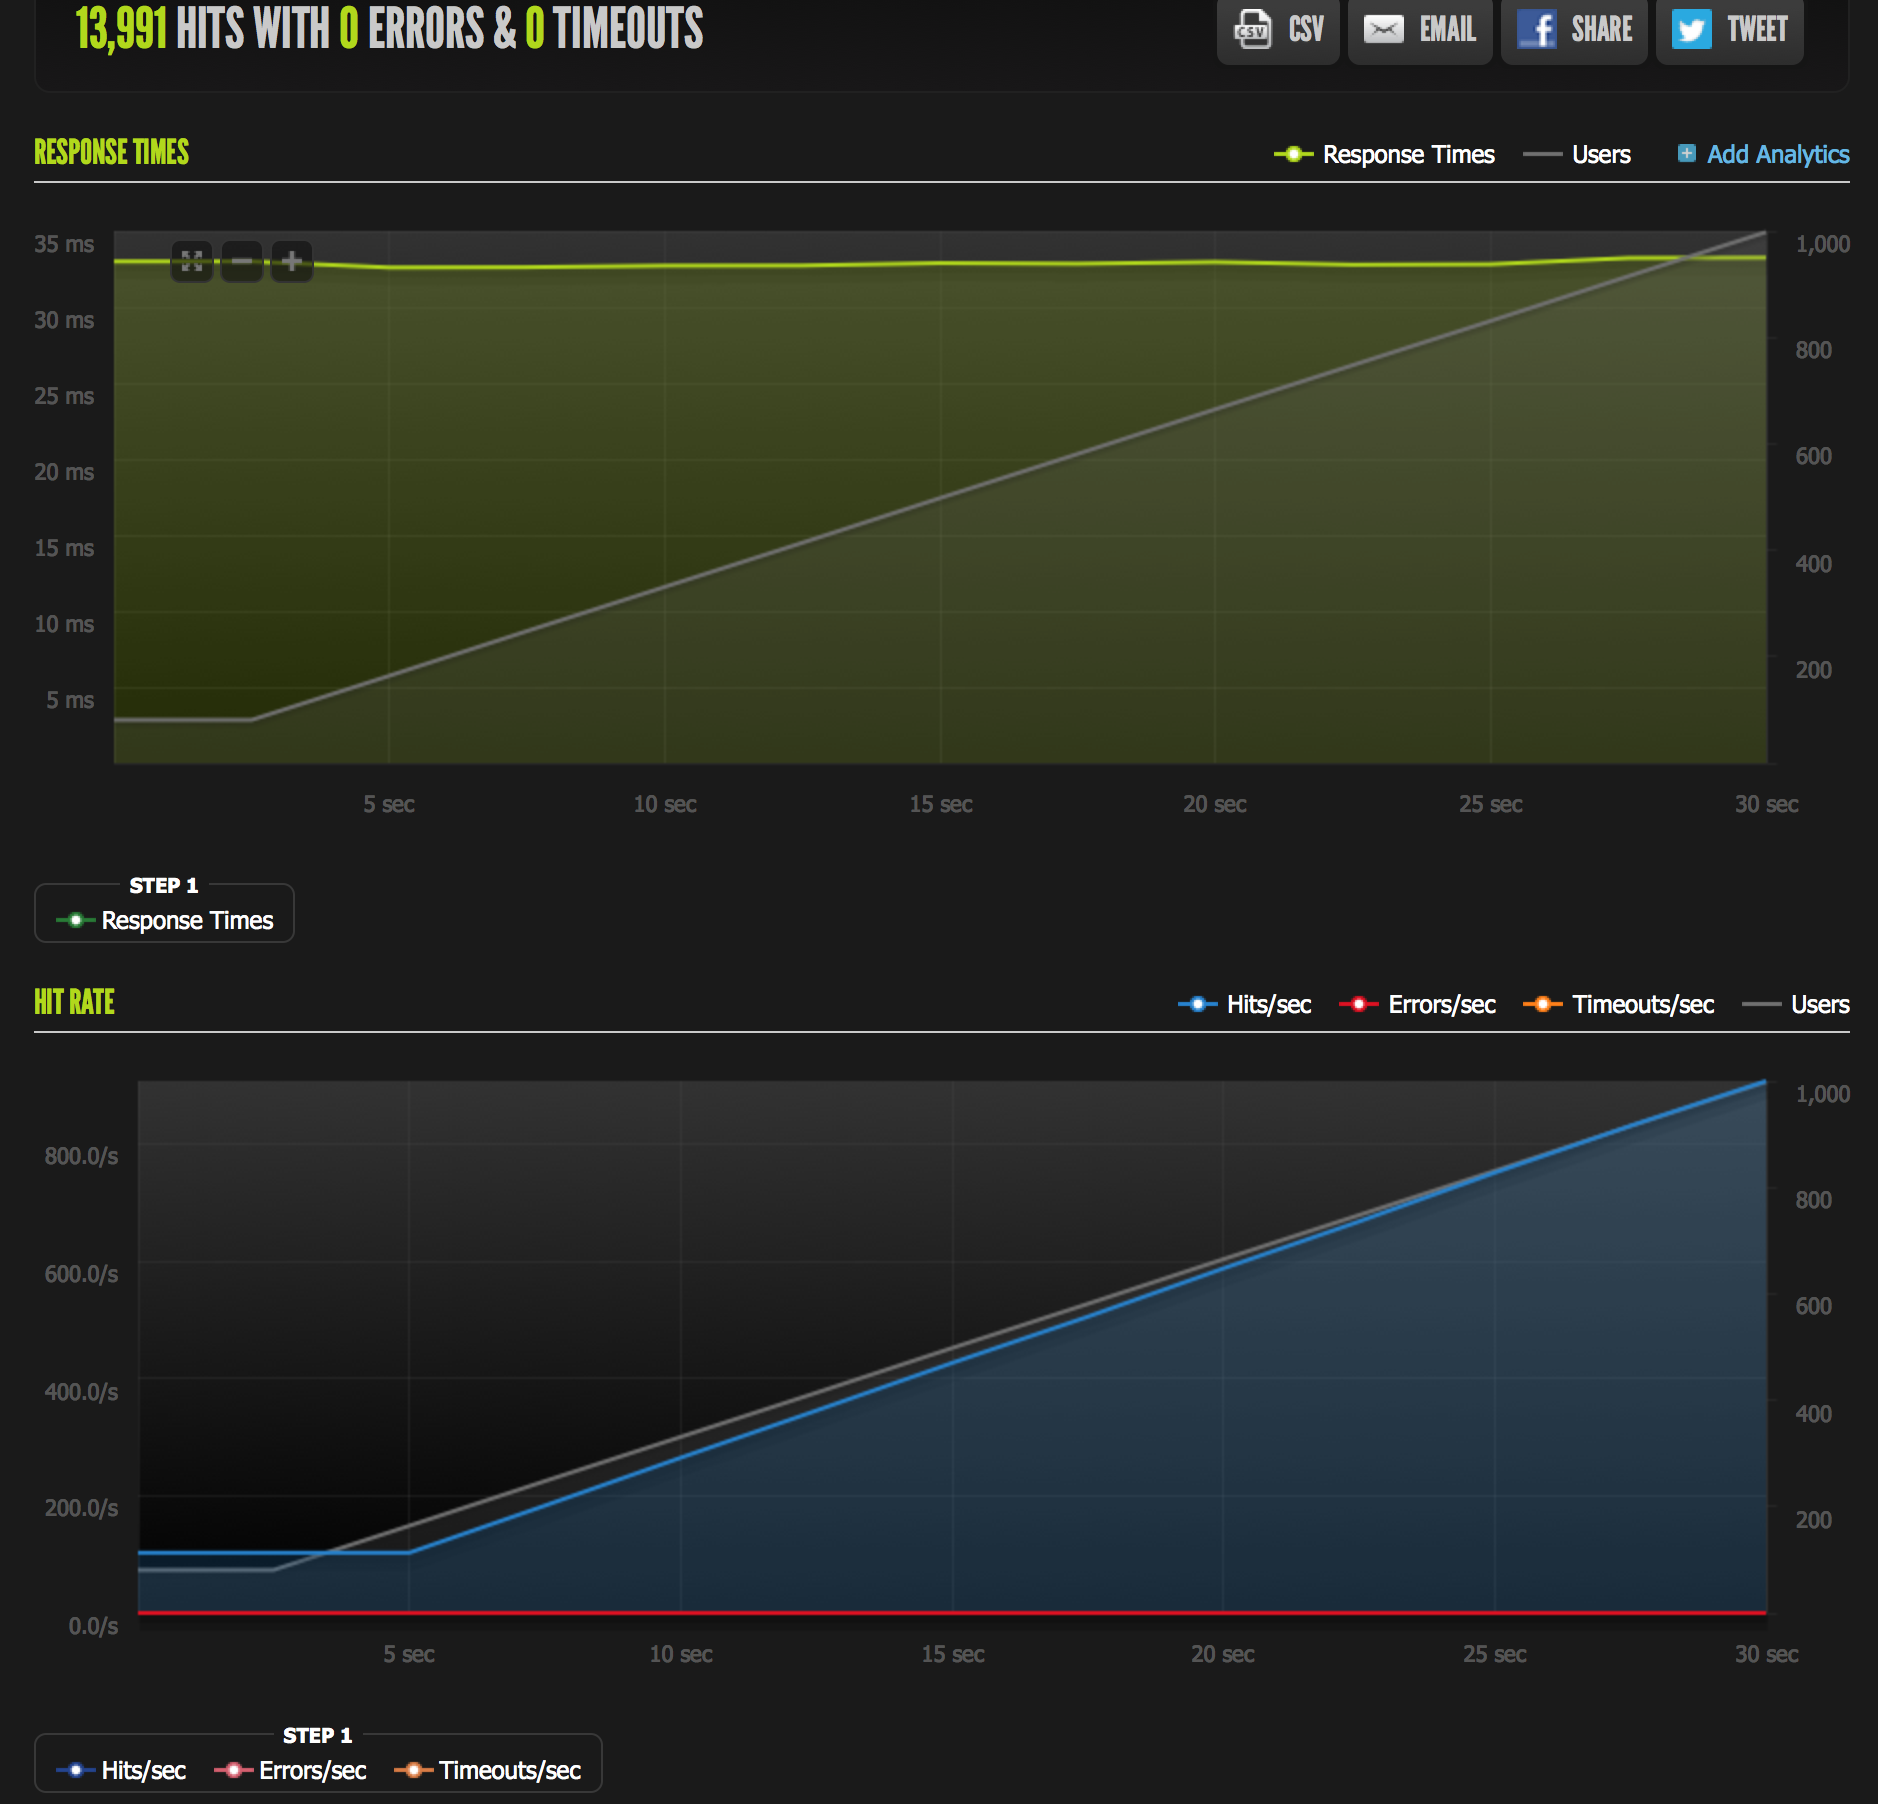 13,991 HITS WITH 0 ERRORS & 0 TIMEOUTS
CSV
CSV
EMAIL
SHARE
TWEET
RESPONSE TIMES
Response Times
Users
Add Analytics
35 ms
30 ms
25 ms
20 ms
15 ms
10 ms
5 ms
1,000
800
600
400
200
5 sec
10 sec
15 sec
20 sec
25 sec
30 sec
STEP 1
Response Times
HIT RATE
Hits/sec
Errors/sec
Timeouts/sec
Users
800.0/s
600.0/s
400.0/s
200.0/s
0.0/s
1,000
800
600
400
200
5 sec
10 sec
15 sec
20 sec
25 sec
30 sec
STEP 1
Hits/sec
Errors/sec
Timeouts/sec